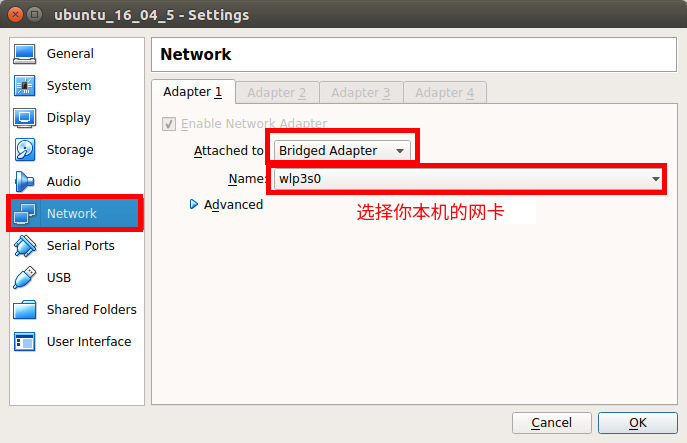 ubuntu_16_04_5 - Settings
General
System
Display
Storage
Audio
Network
Serial Ports
USB
Shared Folders
User Interface
Network
Adapter 1
Adapter 2
Adapter 3
Adapter 4
Enable Network Adapter
Attached to: Bridged Adapter
Name: wlp3s0
Advanced
选择你本机的网卡
Cancel
OK